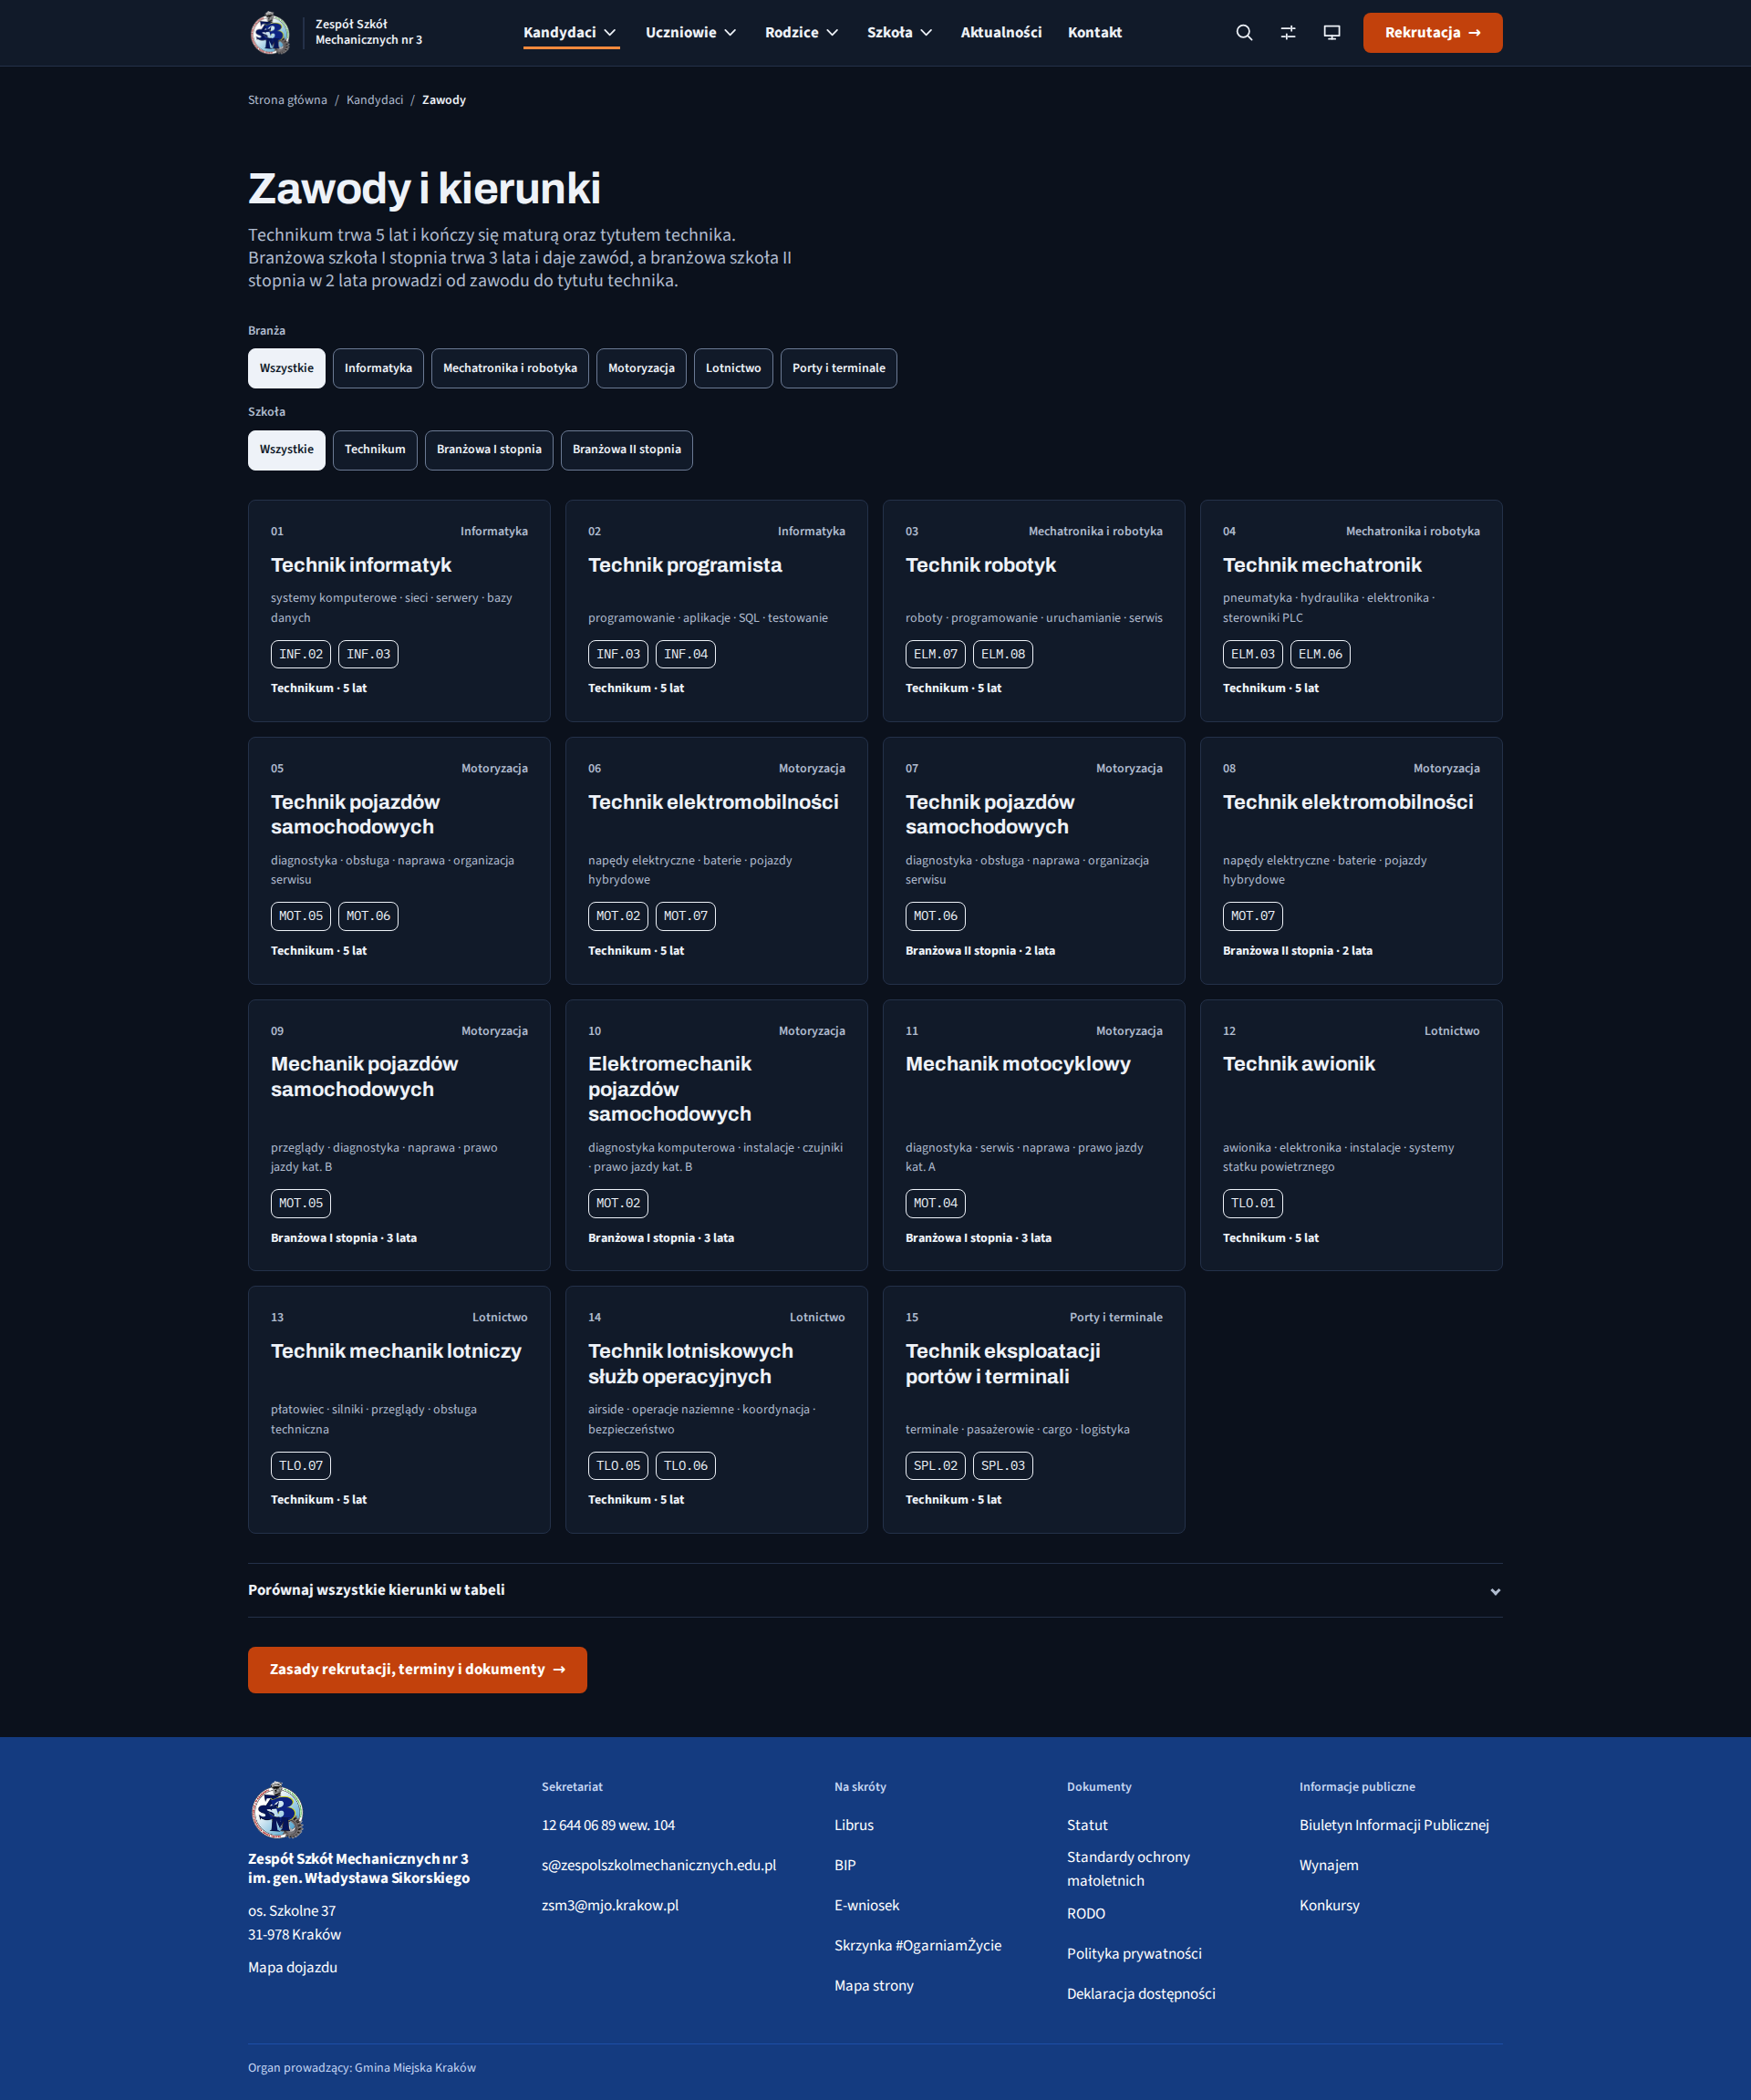 Zespół Szkół
Mechanicznych nr 3
Kandydaci
Uczniowie
Rodzice
Szkoła
Aktualności
Kontakt
Rekrutacja →
Strona główna / Kandydaci / Zawody
Zawody i kierunki
Technikum trwa 5 lat i kończy się maturą oraz tytułem technika.
Branżowa szkoła I stopnia trwa 3 lata i daje zawód, a branżowa szkoła II
stopnia w 2 lata prowadzi od zawodu do tytułu technika.
Branża
Wszystkie
Informatyka
Mechatronika i robotyka
Motoryzacja
Lotnictwo
Porty i terminale
Szkoła
Wszystkie
Technikum
Branżowa I stopnia
Branżowa II stopnia
01
Informatyka
Technik informatyk
systemy komputerowe · sieci · serwery · bazy
danych
INF.02
INF.03
Technikum · 5 lat
02
Informatyka
Technik programista
programowanie · aplikacje · SQL · testowanie
INF.03
INF.04
Technikum · 5 lat
03
Mechatronika i robotyka
Technik robotyk
roboty · programowanie · uruchamianie · serwis
ELM.07
ELM.08
Technikum · 5 lat
04
Mechatronika i robotyka
Technik mechatronik
pneumatyka · hydraulika · elektronika ·
sterowniki PLC
ELM.03
ELM.06
Technikum · 5 lat
05
Motoryzacja
Technik pojazdów
samochodowych
diagnostyka · obsługa · naprawa · organizacja
serwisu
MOT.05
MOT.06
Technikum · 5 lat
06
Motoryzacja
Technik elektromobilności
napędy elektryczne · baterie · pojazdy
hybrydowe
MOT.02
MOT.07
Technikum · 5 lat
07
Motoryzacja
Technik pojazdów
samochodowych
diagnostyka · obsługa · naprawa · organizacja
serwisu
MOT.06
Branżowa II stopnia · 2 lata
08
Motoryzacja
Technik elektromobilności
napędy elektryczne · baterie · pojazdy
hybrydowe
MOT.07
Branżowa II stopnia · 2 lata
09
Motoryzacja
Mechanik pojazdów
samochodowych
przeglądy · diagnostyka · naprawa · prawo
jazdy kat. B
MOT.05
Branżowa I stopnia · 3 lata
10
Motoryzacja
Elektromechanik
pojazdów
samochodowych
diagnostyka komputerowa · instalacje · czujniki
· prawo jazdy kat. B
MOT.02
Branżowa I stopnia · 3 lata
11
Motoryzacja
Mechanik motocyklowy
diagnostyka · serwis · naprawa · prawo jazdy
kat. A
MOT.04
Branżowa I stopnia · 3 lata
12
Lotnictwo
Technik awionik
awionika · elektronika · instalacje · systemy
statku powietrznego
TLO.01
Technikum · 5 lat
13
Lotnictwo
Technik mechanik lotniczy
płatowiec · silniki · przeglądy · obsługa
techniczna
TLO.07
Technikum · 5 lat
14
Lotnictwo
Technik lotniskowych
służb operacyjnych
airside · operacje naziemne · koordynacja ·
bezpieczeństwo
TLO.05
TLO.06
Technikum · 5 lat
15
Porty i terminale
Technik eksploatacji
portów i terminali
terminale · pasażerowie · cargo · logistyka
SPL.02
SPL.03
Technikum · 5 lat
Porównaj wszystkie kierunki w tabeli
Zasady rekrutacji, terminy i dokumenty →
Zespół Szkół Mechanicznych nr 3
im. gen. Władysława Sikorskiego
os. Szkolne 37
31-978 Kraków
Mapa dojazdu
Sekretariat
12 644 06 89 wew. 104
s@zespolszkolmechanicznych.edu.pl
zsm3@mjo.krakow.pl
Na skróty
Librus
BIP
E-wniosek
Skrzynka #OgarniamŻycie
Mapa strony
Dokumenty
Statut
Standardy ochrony
małoletnich
RODO
Polityka prywatności
Deklaracja dostępności
Informacje publiczne
Biuletyn Informacji Publicznej
Wynajem
Konkursy
Organ prowadzący: Gmina Miejska Kraków